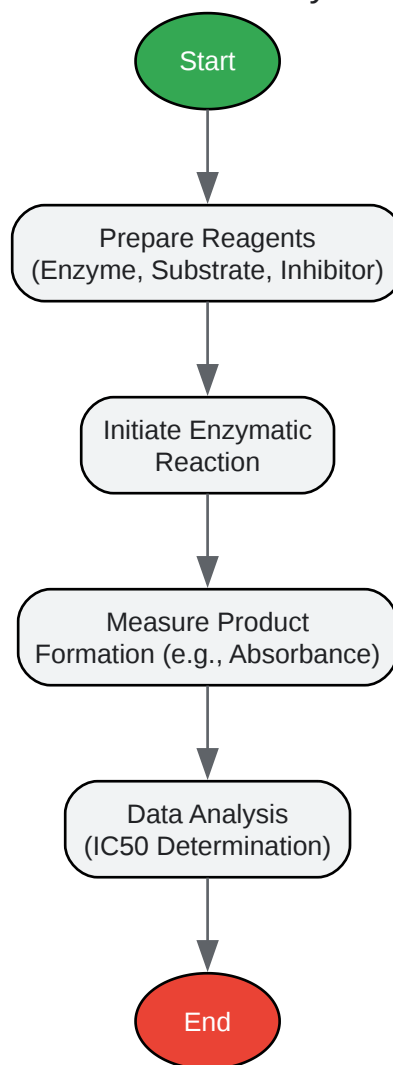 Start
Prepare Reagents
(Enzyme, Substrate, Inhibitor)
Initiate Enzymatic
Reaction
Measure Product
Formation (e.g., Absorbance)
Data Analysis
(IC50 Determination)
End